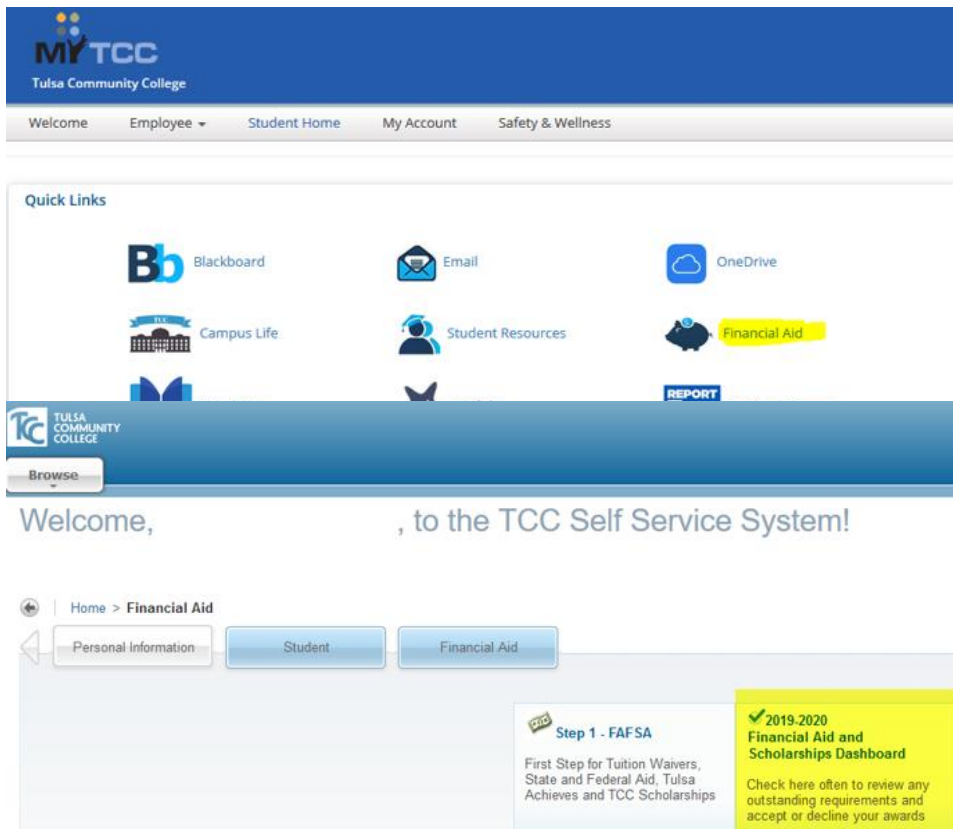 MYTCC
Tulsa Community College
Welcome Employee Student Home My Account Safety & Wellness
Quick Links
Bb Blackboard Email OneDrive
TCC Campus Life Student Resources Financial Aid
REPORT
TCC TULSA
COMMUNITY
COLLEGE
Browse
Welcome, , to the TCC Self Service System!
Home > Financial Aid
Personal Information Student Financial Aid
Step 1 - FAFSA
First Step for Tuition Waivers,
State and Federal Aid, Tulsa
Achieves and TCC Scholarships
2019-2020
Financial Aid and
Scholarships Dashboard
Check here often to review any
outstanding requirements and
accept or decline your awards